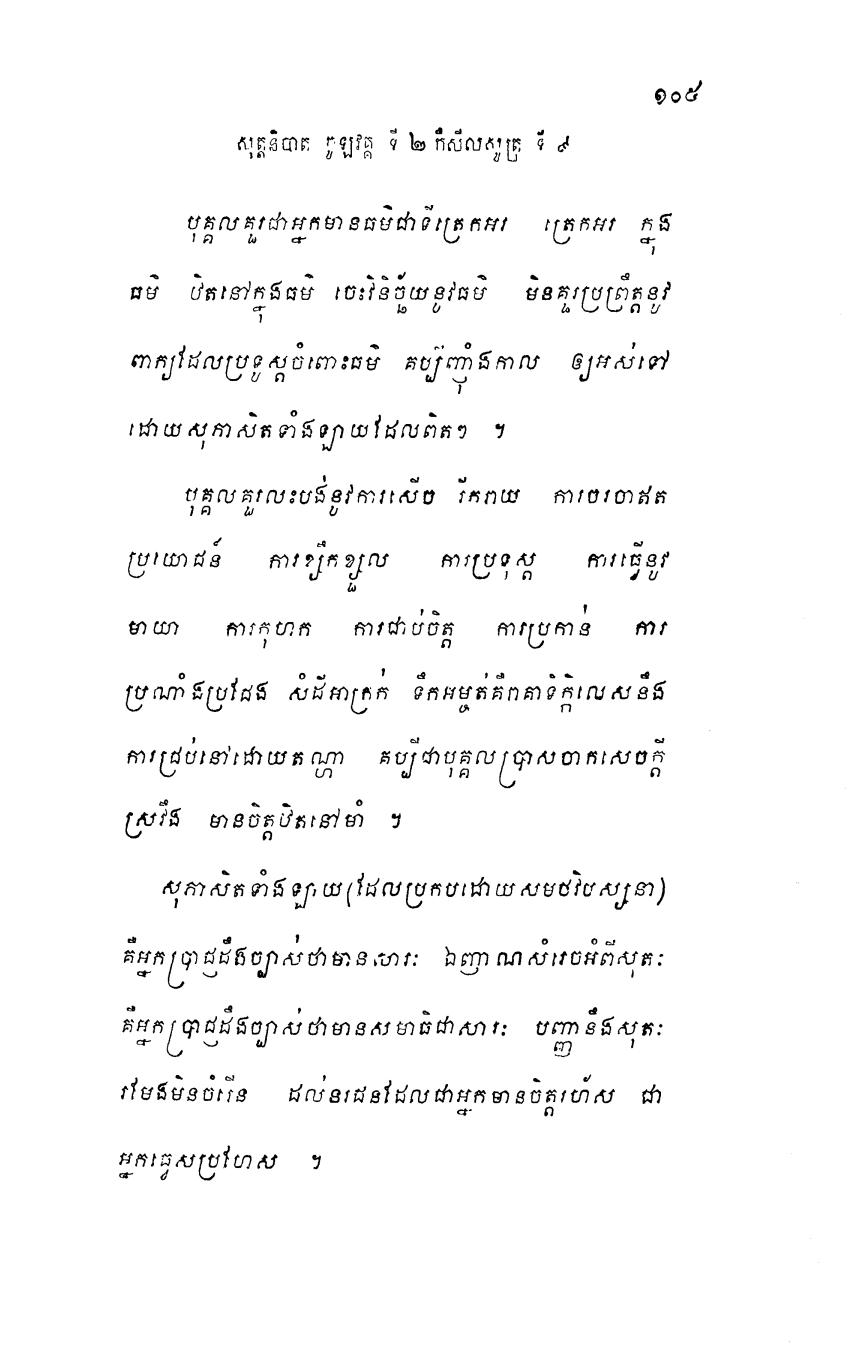 ១០៥
សុត្តនិបាត ចូឡវគ្គ ទី ២ កឹសីលសូត្រ ទី ៩
បុគ្គលគួរជាអ្នកមានធម៌ជាទីត្រេកអរ ត្រេកអរ ក្នុង
ធម៌ ឋិតនៅក្នុងធម៌ ចេះវិនិច្ឆ័យនូវធម៌ មិនគួរប្រព្រឹត្តនូវ
ពាក្យដែលប្រទូស្តចំពោះធម៌ គប្បីញុំាំងកាល ឲ្យអស់ទៅ
ដោយសុភាសិតទាំងឡាយដែលពិតៗ ។
បុគ្គលគួរលះបង់នូវការសើច រីករាយ ការចរចាឥត
ប្រយោជន៍ ការខ្សឹកខ្សួល ការប្រទុស្ត ការធ្វើនូវ
មាយា ការកុហក ការជាប់ចិត្ត ការប្រកាន់ ការ
ប្រណាំងប្រជែង សំដីអាក្រក់ ទឹកអម្ចត់គឺពគាទិក្កិលេសនឹង
ការជ្រប់នៅដោយតណ្ហា គប្បីជាបុគ្គលប្រាសចាកសេចក្តី
ស្រវឹង មានចិត្តឋិតនៅមាំ ។
សុភាសិតទាំងឡាយ(ដែលប្រកបដោយសមថវិបស្សនា)
គឺអ្នកប្រាជ្ញដឹងច្បាស់ថាមានសារៈ ឯញាណសំរេចអំពីសុតៈ
គឺអ្នកប្រាជ្ញដឹងច្បាស់ថាមានសមាធិជាសារៈ បញ្ញានឹងសុតៈ
រមែងមិនចំរើន ដល់នរជនដែលជាអ្នកមានចិត្តរហ័ស ជា
អ្នកធ្វេសប្រហែស ។